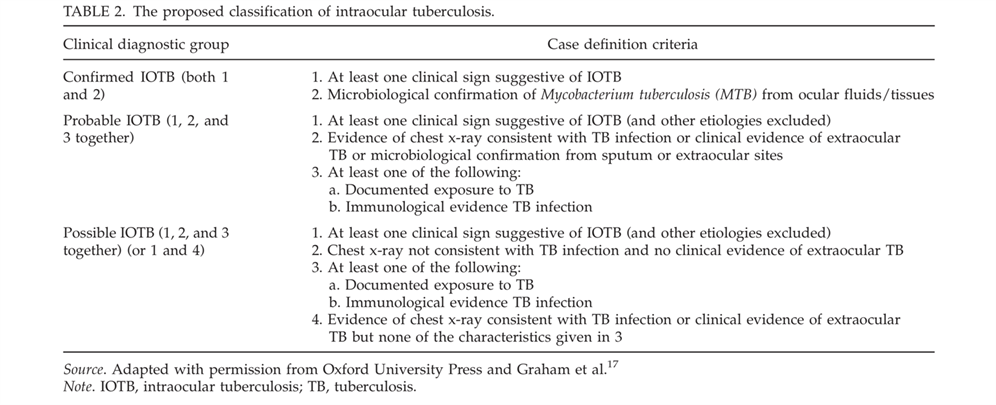 TABLE 2. The proposed classification of intraocular tuberculosis.
Clinical diagnostic group
Case definition criteria
Confirmed IOTB (both 1
and 2)
1. At least one clinical sign suggestive of IOTB
2. Microbiological confirmation of Mycobacterium tuberculosis (MTB) from ocular fluids/tissues
Probable IOTB (1, 2, and
3 together)
1. At least one clinical sign suggestive of IOTB (and other etiologies excluded)
2. Evidence of chest x-ray consistent with TB infection or clinical evidence of extraocular
TB or microbiological confirmation from sputum or extraocular sites
3. At least one of the following:
a. Documented exposure to TB
b. Immunological evidence TB infection
Possible IOTB (1, 2, and 3
together) (or 1 and 4)
1. At least one clinical sign suggestive of IOTB (and other etiologies excluded)
2. Chest x-ray not consistent with TB infection and no clinical evidence of extraocular TB
3. At least one of the following:
a. Documented exposure to TB
b. Immunological evidence TB infection
4. Evidence of chest x-ray consistent with TB infection or clinical evidence of extraocular
TB but none of the characteristics given in 3
Source. Adapted with permission from Oxford University Press and Graham et al.17
Note. IOTB, intraocular tuberculosis; TB, tuberculosis.